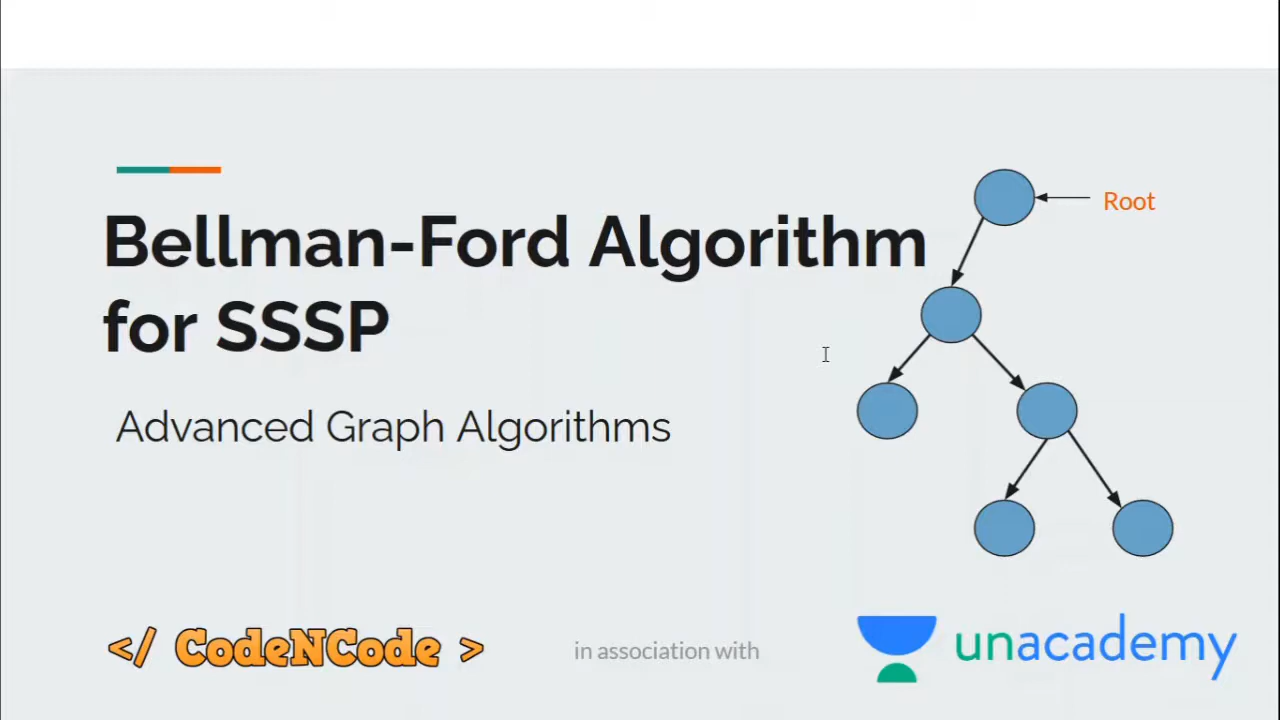 Bellman-Ford Algorithm
for SSSP
Root
Advanced Graph Algorithms
</ CodeNCode >
in association with
unacademy